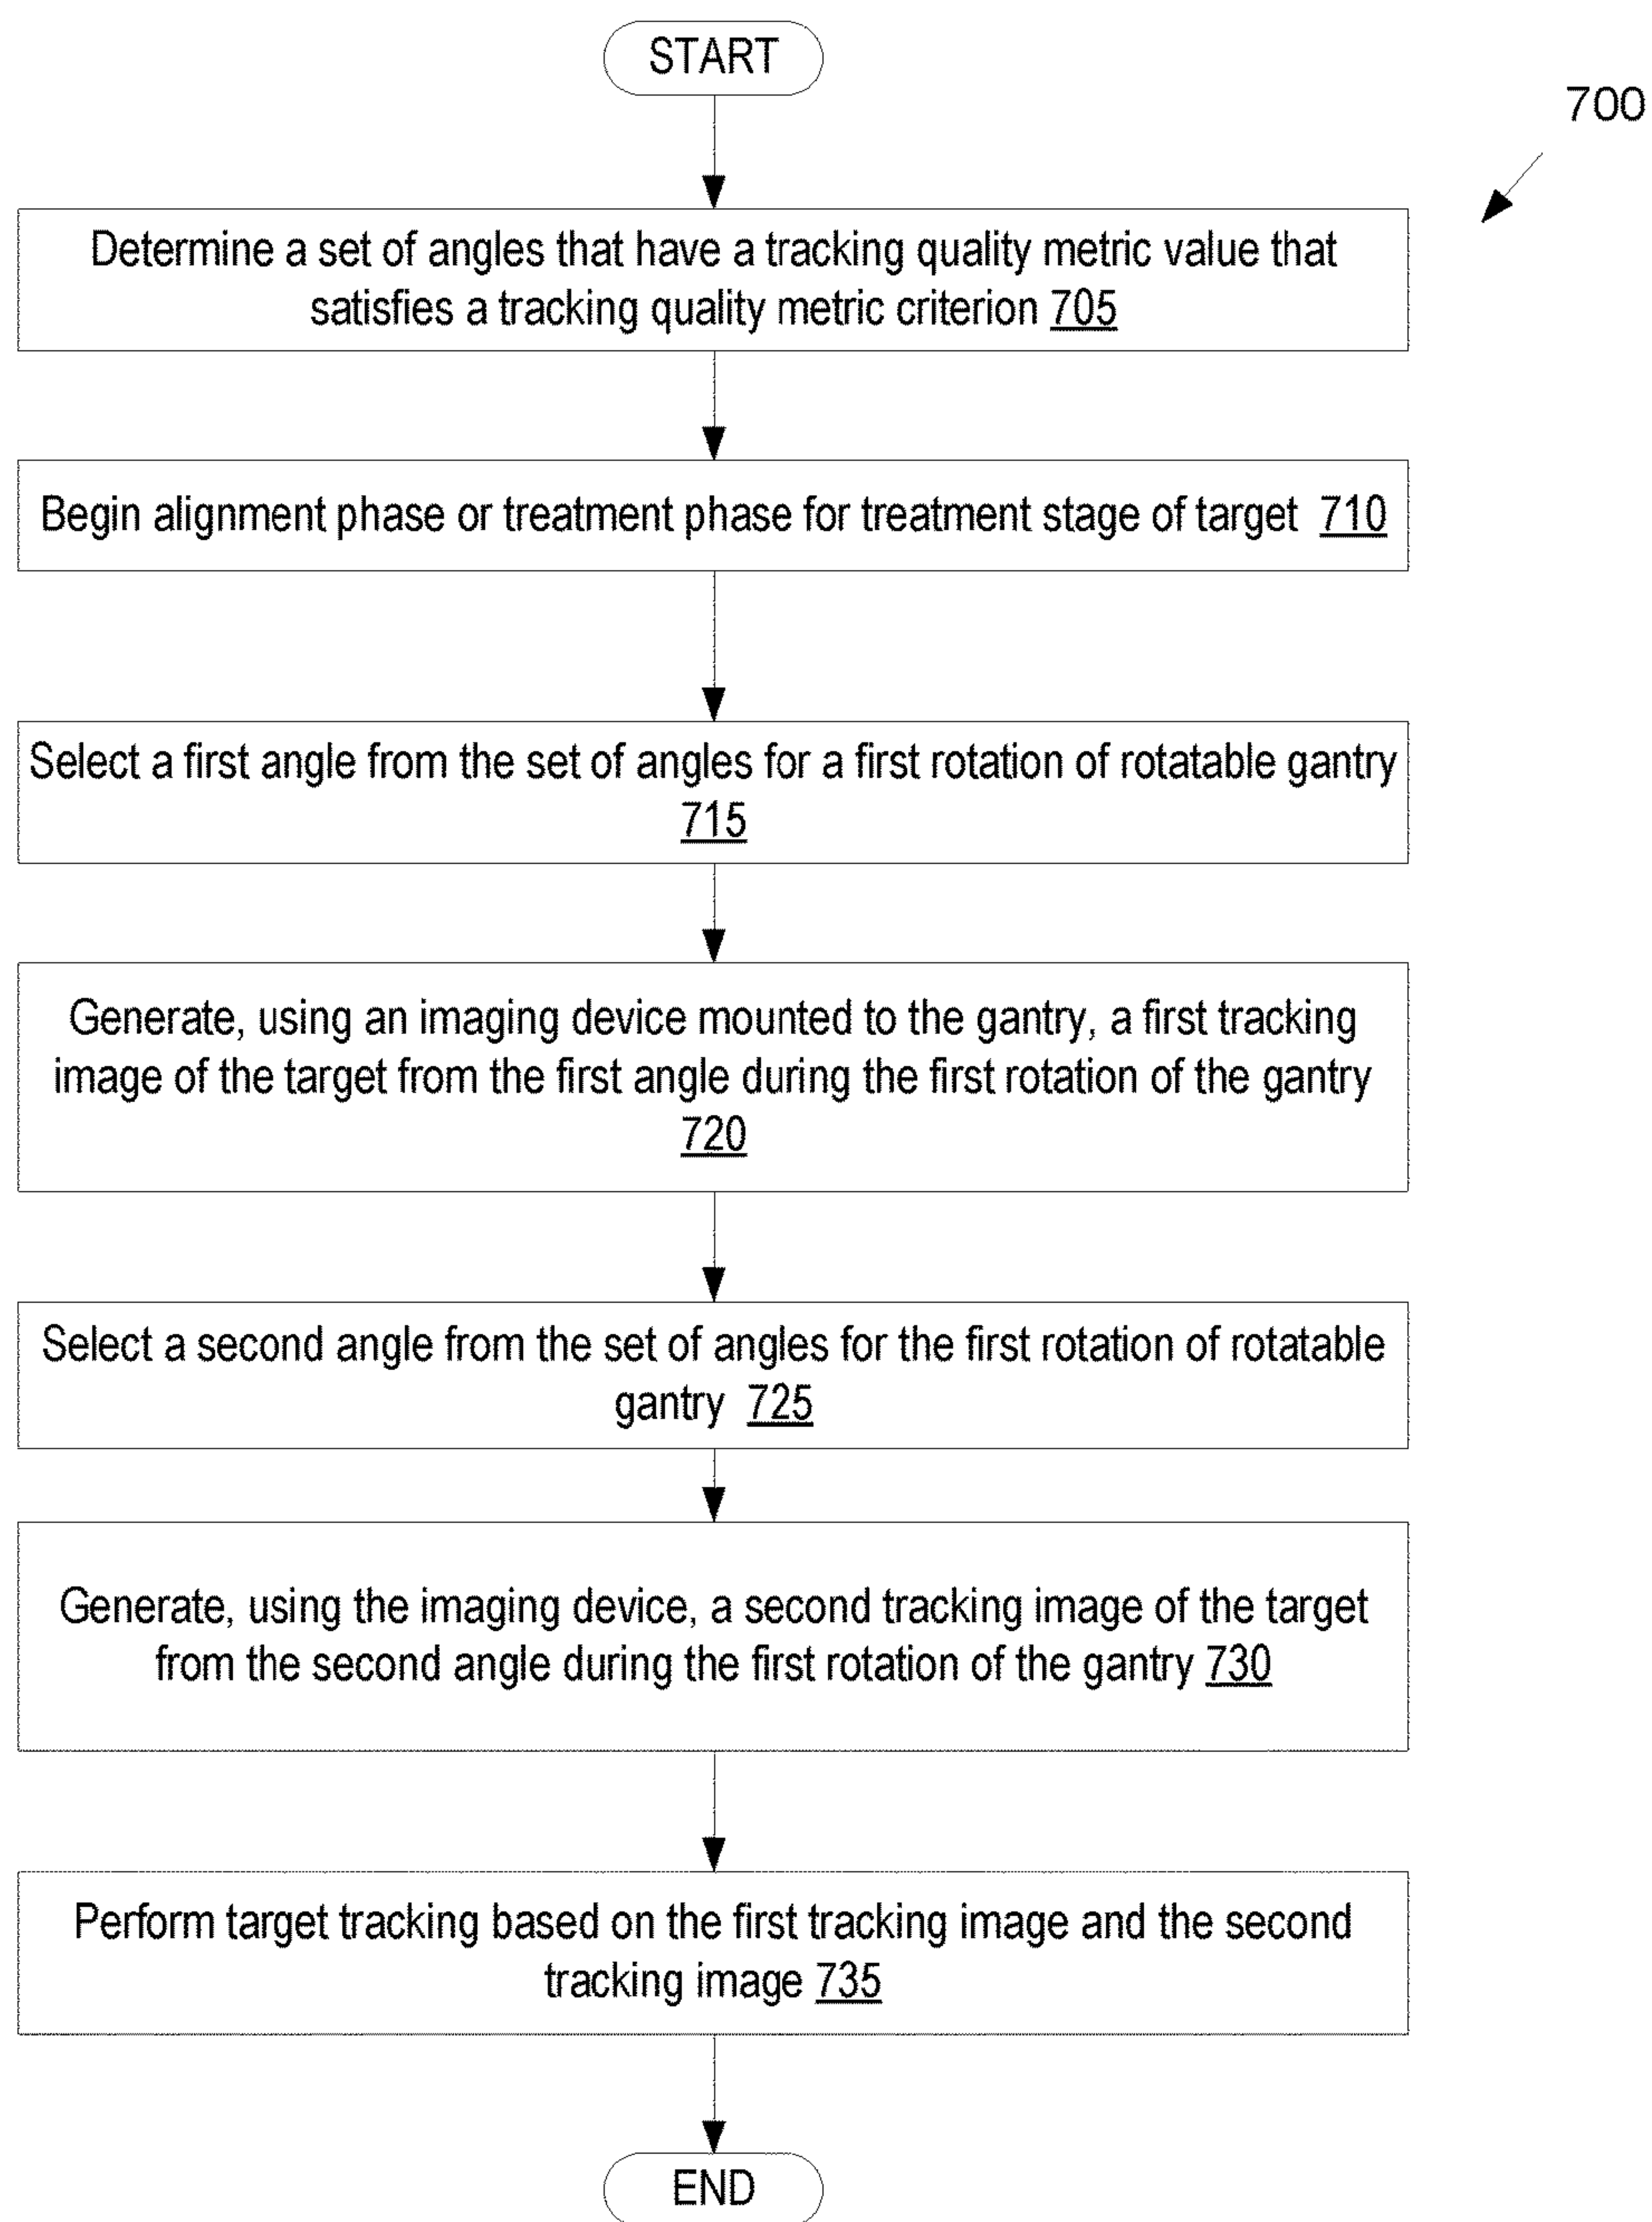 START
700
Determine a set of angles that have a tracking quality metric value that
satisfies a tracking quality metric criterion 705
Begin alignment phase or treatment phase for treatment stage of target 710
Select a first angle from the set of angles for a first rotation of rotatable gantry
715
Generate, using an imaging device mounted to the gantry, a first tracking
image of the target from the first angle during the first rotation of the gantry
720
Select a second angle from the set of angles for the first rotation of rotatable
gantry 725
Generate, using the imaging device, a second tracking image of the target
from the second angle during the first rotation of the gantry 730
Perform target tracking based on the first tracking image and the second
tracking image 735
END